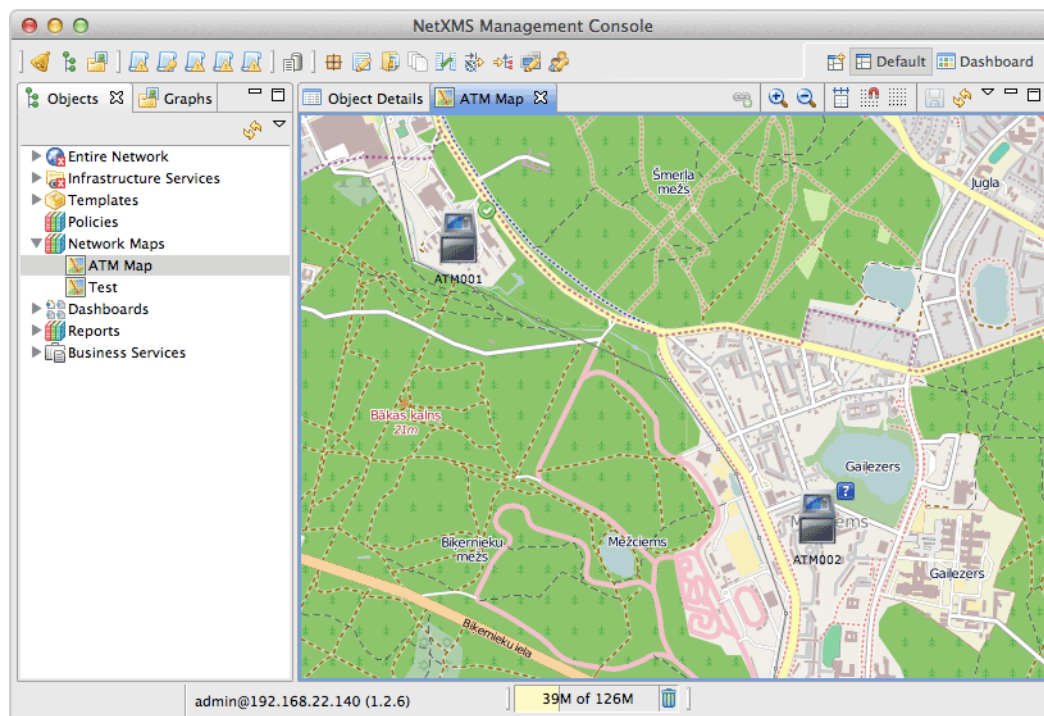 NetXMS Management Console
Default
Dashboard
Objects
Graphs
Object Details
ATM Map
Entire Network
Infrastructure Services
Templates
Policies
Network Maps
ATM Map
Test
Dashboards
Reports
Business Services
Šmerļa
mežs
Jugla
ATM001
Bākas kalns
21m
Gaiļezers
Biķernieku
mežs
Mežciems
ATM002
Gaiļezers
Biķernieku iela
admin@192.168.22.140 (1.2.6)
39M of 126M